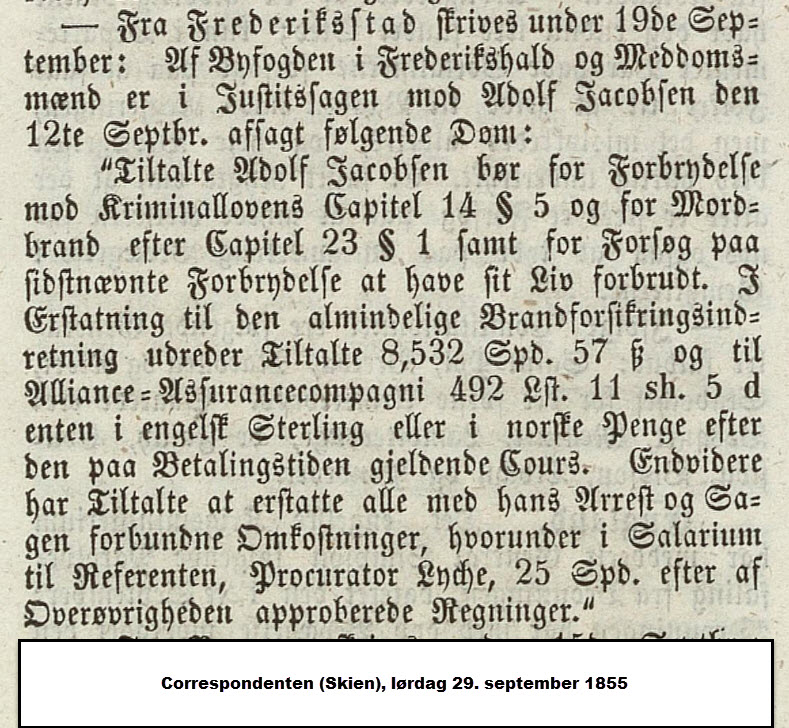 — Fra Frederiksstad skrives under 19de Sep=
tember: Af Byfogden i Frederikshald og Meddoms=
mænd er i Justitssagen mod Adolf Jacobsen den
12te Septbr. afsagt følgende Dom:
"Tiltalte Adolf Jacobsen bør for Forbrydelse
mod Kriminallovens Capitel 14 § 5 og for Mord=
brand efter Capitel 23 § 1 samt for Forsøg paa
sidstnævnte Forbrydelse at have sit Liv forbrudt. I
Erstatning til den almindelige Brandforsikringsind=
retning udreder Tiltalte 8,532 Spd. 57 ß og til
Alliance=Assurancecompagni 492 Lst. 11 sh. 5 d
enten i engelsk Sterling eller i norske Penge efter
den paa Betalingstiden gjeldende Cours. Endvidere
har Tiltalte at erstatte alle med hans Arrest og Sa=
gen forbundne Omkostninger, hvorunder i Salarium
til Referenten, Procurator Lyche, 25 Spd. efter af
Overøvrigheden approberede Regninger."
Correspondenten (Skien), lørdag 29. september 1855